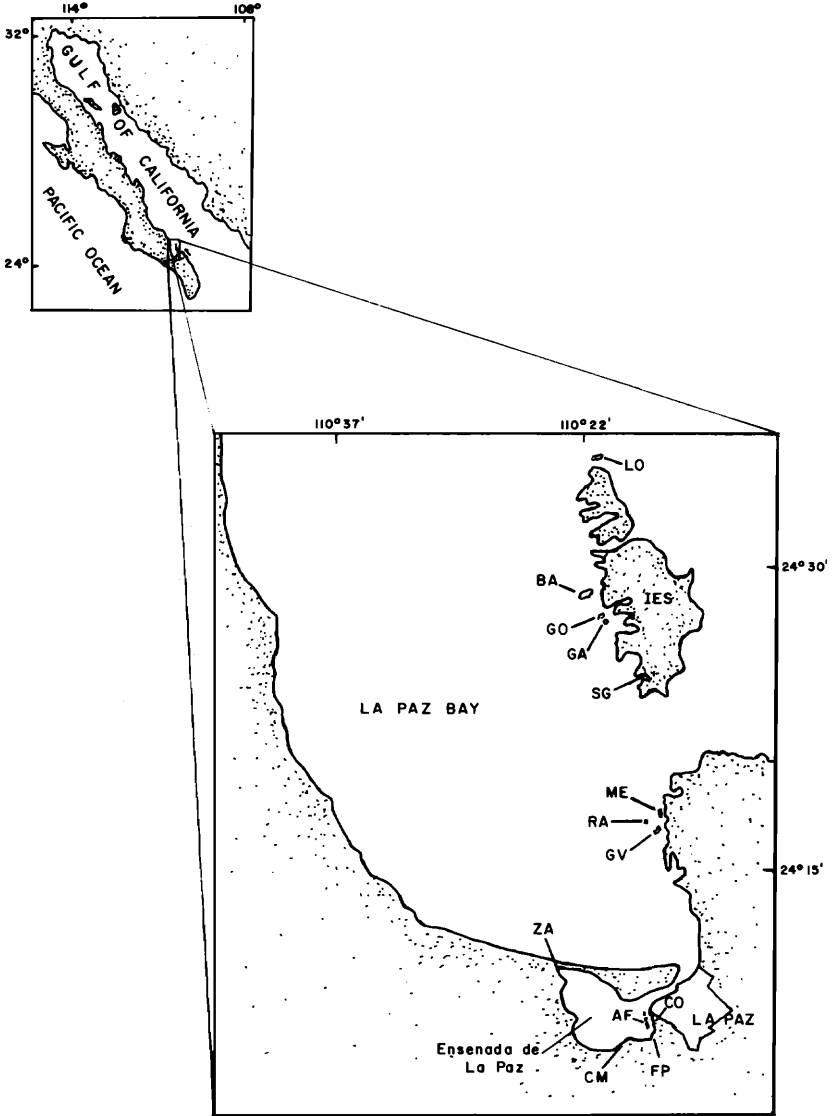 114° 108°
32°
GULF OF CALIFORNIA
PACIFIC OCEAN
24°
110°37' 110°22'
LO
24°30'
BA
IES
GO
GA
SG
LA PAZ BAY
ME
RA
GV
24°15'
ZA
CO
AF
LA PAZ
Ensenada de
La Paz
CM
FP